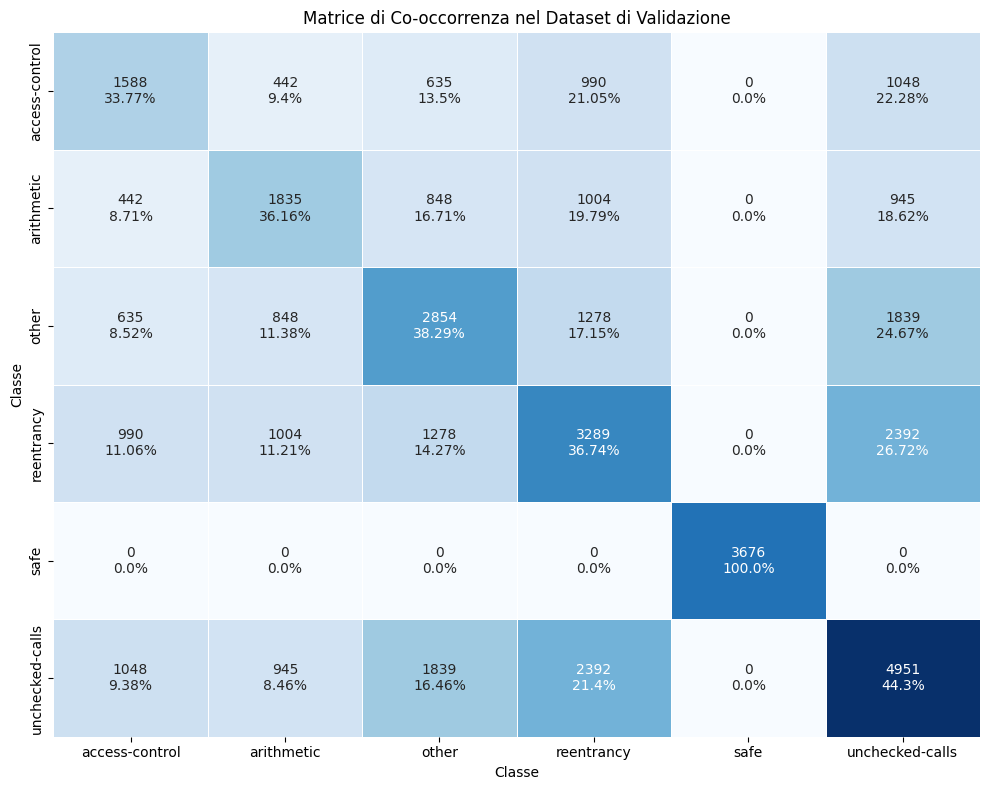 Matrice di Co-occorrenza nel Dataset di Validazione
Classe
access-control
1588 442 635 990 0 1048
33.77% 9.4% 13.5% 21.05% 0.0% 22.28%
arithmetic
442 1835 848 1004 0 945
8.71% 36.16% 16.71% 19.79% 0.0% 18.62%
other
635 848 2854 1278 0 1839
8.52% 11.38% 38.29% 17.15% 0.0% 24.67%
reentrancy
990 1004 1278 3289 0 2392
11.06% 11.21% 14.27% 36.74% 0.0% 26.72%
safe
0 0 0 0 3676 0
0.0% 0.0% 0.0% 0.0% 100.0% 0.0%
unchecked-calls
1048 945 1839 2392 0 4951
9.38% 8.46% 16.46% 21.4% 0.0% 44.3%
access-control arithmetic other reentrancy safe unchecked-calls
Classe